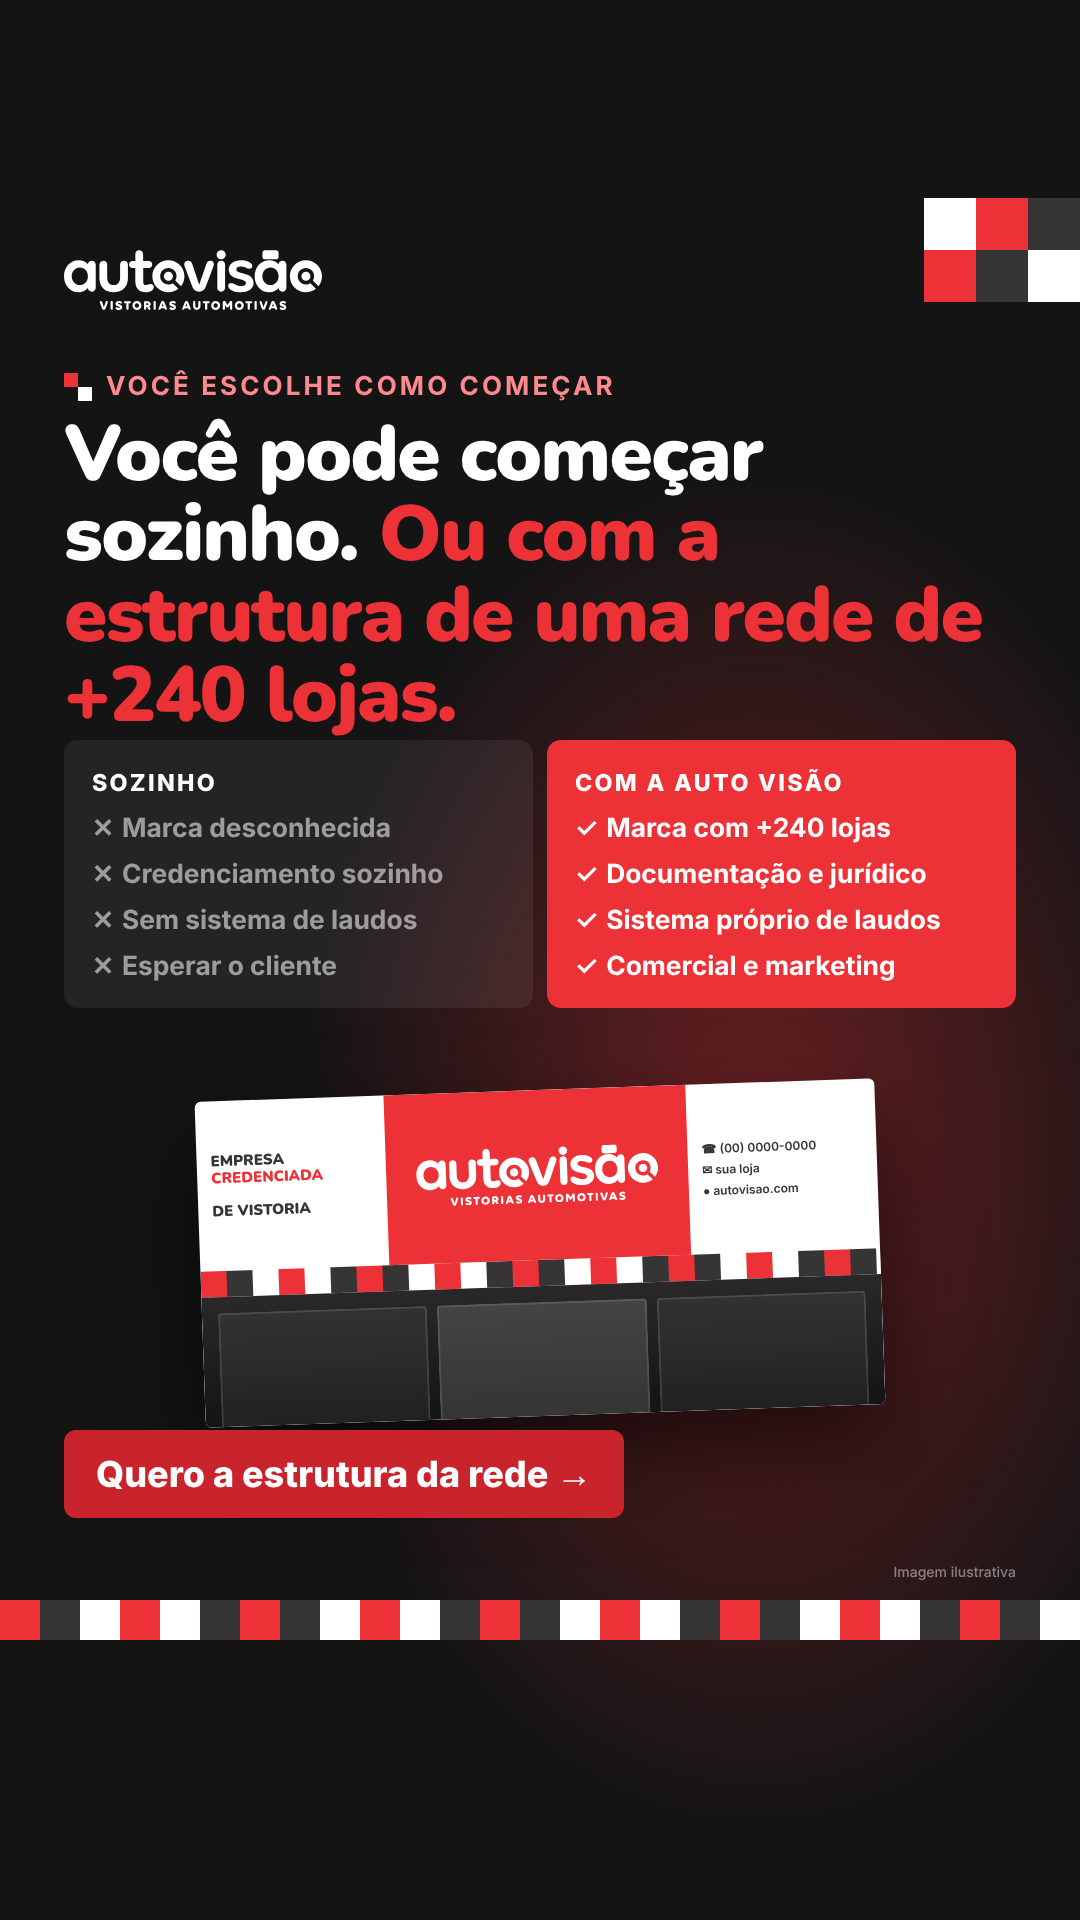 autovisão
VISTORIAS AUTOMOTIVAS
VOCÊ ESCOLHE COMO COMEÇAR
Você pode começar
sozinho. Ou com a
estrutura de uma rede de
+240 lojas.
SOZINHO
✕ Marca desconhecida
✕ Credenciamento sozinho
✕ Sem sistema de laudos
✕ Esperar o cliente
COM A AUTO VISÃO
✓ Marca com +240 lojas
✓ Documentação e jurídico
✓ Sistema próprio de laudos
✓ Comercial e marketing
EMPRESA
CREDENCIADA
DE VISTORIA
autovisão
VISTORIAS AUTOMOTIVAS
☎ (00) 0000-0000
✉ sua loja
● autovisao.com
Quero a estrutura da rede →
Imagem ilustrativa